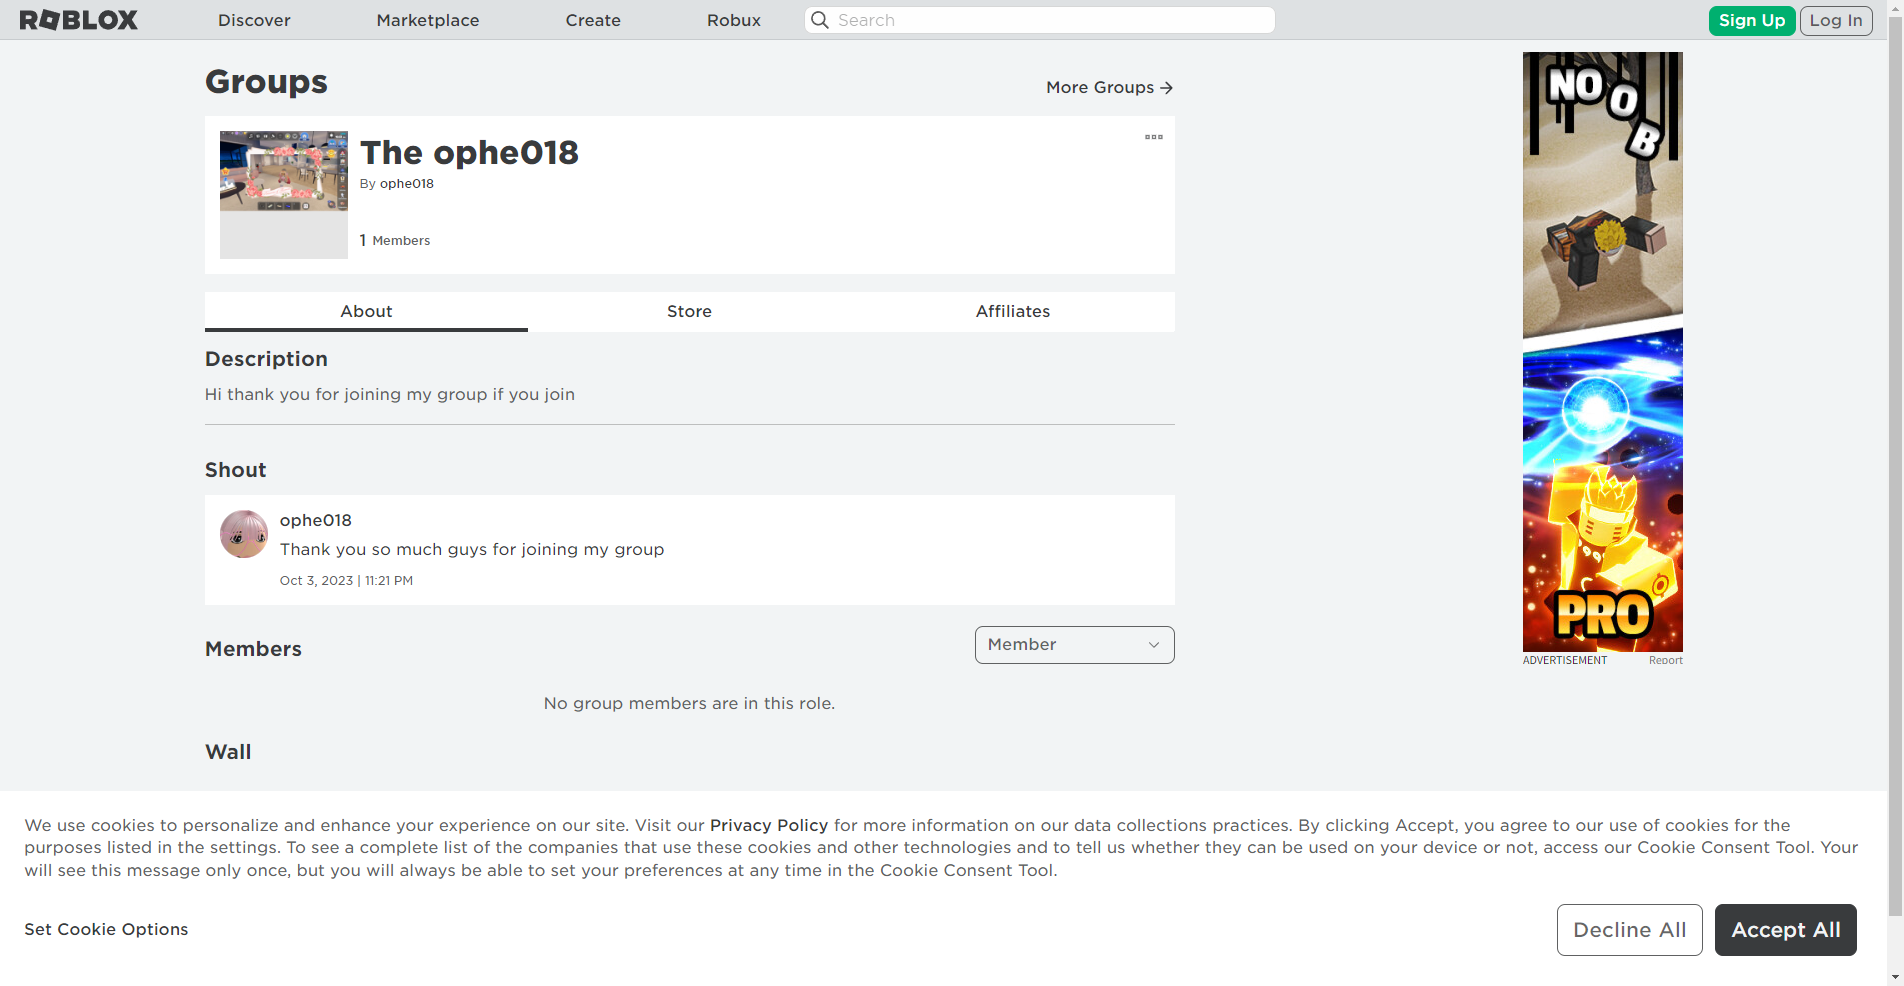 ROBLOX
Discover
Marketplace
Create
Robux
Search
Sign Up
Log In
Groups
More Groups
The ophe018
By ophe018
1 Members
About
Store
Affiliates
Description
Hi thank you for joining my group if you join
Shout
ophe018
Thank you so much guys for joining my group
Oct 3, 2023 | 11:21 PM
Members
Member
No group members are in this role.
Wall
NOOB
PRO
ADVERTISEMENT
Report
We use cookies to personalize and enhance your experience on our site. Visit our Privacy Policy for more information on our data collections practices. By clicking Accept, you agree to our use of cookies for the
purposes listed in the settings. To see a complete list of the companies that use these cookies and other technologies and to tell us whether they can be used on your device or not, access our Cookie Consent Tool. Your
will see this message only once, but you will always be able to set your preferences at any time in the Cookie Consent Tool.
Set Cookie Options
Decline All
Accept All